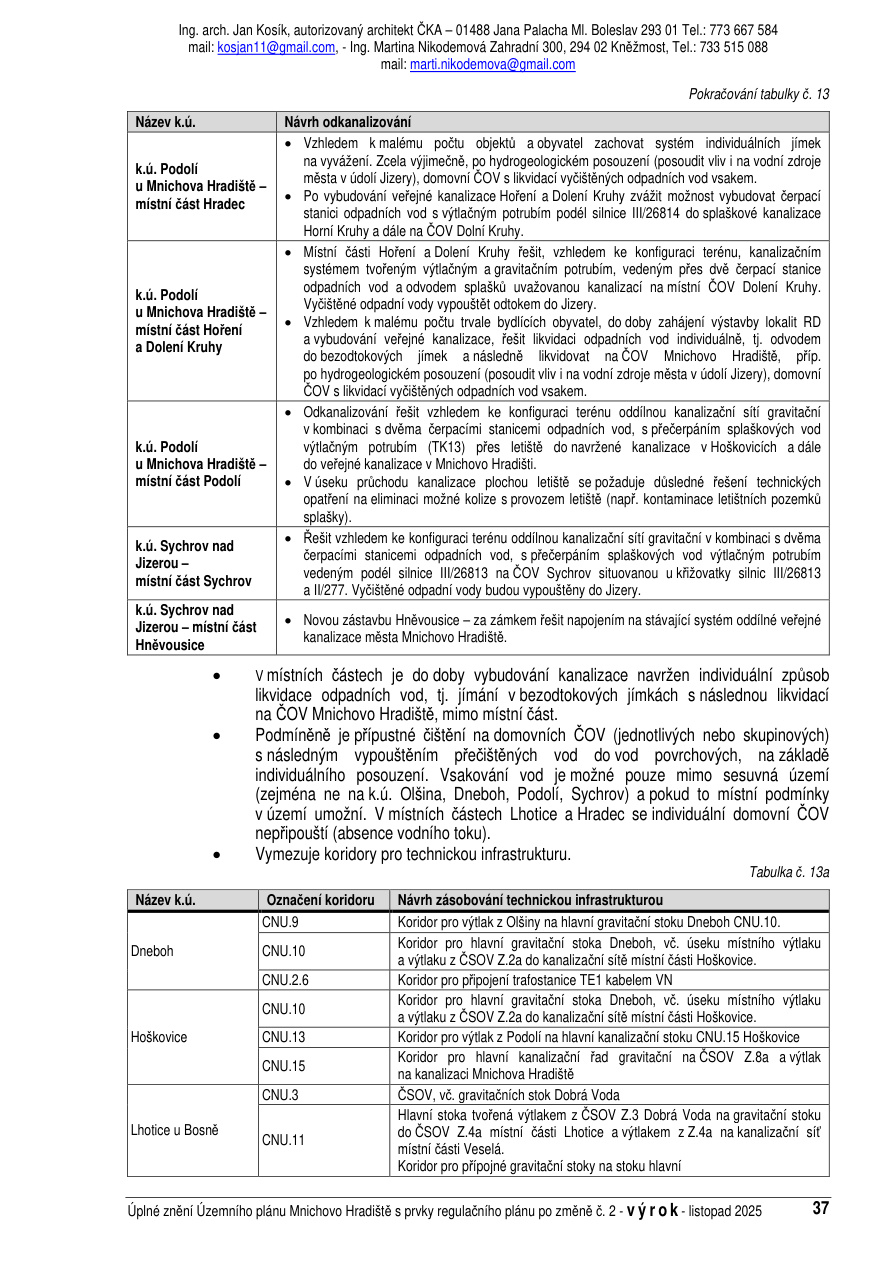 Ing. arch. Jan Kosík, autorizovaný architekt ČKA – 01488 Jana Palacha Ml. Boleslav 293 01 Tel.: 773 667 584
mail: kosjan11@gmail.com, - Ing. Martina Nikodemová Zahradní 300, 294 02 Kněžmost, Tel.: 733 515 088
mail: marti.nikodemova@gmail.com
Pokračování tabulky č. 13
Název k.ú. Návrh odkanalizování
k.ú. Podolí
u Mnichova Hradiště –
místní část Hradec
• Vzhledem k malému počtu objektů a obyvatel zachovat systém individuálních jímek
na vyvážení. Zcela výjimečně, po hydrogeologickém posouzení (posoudit vliv i na vodní zdroje
města v údolí Jizery), domovní ČOV s likvidací vyčištěných odpadních vod vsakem.
• Po vybudování veřejné kanalizace Hoření a Dolení Kruhy zvážit možnost vybudovat čerpací
stanici odpadních vod s výtlačným potrubím podél silnice III/26814 do splaškové kanalizace
Horní Kruhy a dále na ČOV Dolní Kruhy.
k.ú. Podolí
u Mnichova Hradiště –
místní část Hoření
a Dolení Kruhy
• Místní části Hoření a Dolení Kruhy řešit, vzhledem ke konfiguraci terénu, kanalizačním
systémem tvořeným výtlačným a gravitačním potrubím, vedeným přes dvě čerpací stanice
odpadních vod a odvodem splašků uvažovanou kanalizací na místní ČOV Dolení Kruhy.
Vyčištěné odpadní vody vypouštět odtokem do Jizery.
• Vzhledem k malému počtu trvale bydlících obyvatel, do doby zahájení výstavby lokalit RD
a vybudování veřejné kanalizace, řešit likvidaci odpadních vod individuálně, tj. odvodem
do bezodtokových jímek a následně likvidovat na ČOV Mnichovo Hradiště, příp.
po hydrogeologickém posouzení (posoudit vliv i na vodní zdroje města v údolí Jizery), domovní
ČOV s likvidací vyčištěných odpadních vod vsakem.
k.ú. Podolí
u Mnichova Hradiště –
místní část Podolí
• Odkanalizování řešit vzhledem ke konfiguraci terénu oddílnou kanalizační sítí gravitační
v kombinaci s dvěma čerpacími stanicemi odpadních vod, s přečerpáním splaškových vod
výtlačným potrubím (TK13) přes letiště do navržené kanalizace v Hoškovicích a dále
do veřejné kanalizace v Mnichovo Hradišti.
• V úseku průchodu kanalizace plochou letiště se požaduje důsledné řešení technických
opatření na eliminaci možné kolize s provozem letiště (např. kontaminace letištních pozemků
splašky).
k.ú. Sychrov nad
Jizerou –
místní část Sychrov
• Řešit vzhledem ke konfiguraci terénu oddílnou kanalizační sítí gravitační v kombinaci s dvěma
čerpacími stanicemi odpadních vod, s přečerpáním splaškových vod výtlačným potrubím
vedeným podél silnice III/26813 na ČOV Sychrov situovanou u křižovatky silnic III/26813
a II/277. Vyčištěné odpadní vody budou vypouštěny do Jizery.
k.ú. Sychrov nad
Jizerou – místní část
Hněvousice
• Novou zástavbu Hněvousice – za zámkem řešit napojením na stávající systém oddílné veřejné
kanalizace města Mnichovo Hradiště.
• V místních částech je do doby vybudování kanalizace navržen individuální způsob
likvidace odpadních vod, tj. jímání v bezodtokových jímkách s následnou likvidací
na ČOV Mnichovo Hradiště, mimo místní část.
• Podmíněně je přípustné čištění na domovních ČOV (jednotlivých nebo skupinových)
s následným vypouštěním přečištěných vod do vod povrchových, na základě
individuálního posouzení. Vsakování vod je možné pouze mimo sesuvná území
(zejména ne na k.ú. Olšina, Dneboh, Podolí, Sychrov) a pokud to místní podmínky
v území umožní. V místních částech Lhotice a Hradec se individuální domovní ČOV
nepřipouští (absence vodního toku).
• Vymezuje koridory pro technickou infrastrukturu.
Tabulka č. 13a
Název k.ú. Označení koridoru Návrh zásobování technickou infrastrukturou
Dneboh
CNU.9 Koridor pro výtlak z Olšiny na hlavní gravitační stoku Dneboh CNU.10.
CNU.10 Koridor pro hlavní gravitační stoka Dneboh, vč. úseku místního výtlaku
a výtlaku z ČSOV Z.2a do kanalizační sítě místní části Hoškovice.
CNU.2.6 Koridor pro připojení trafostanice TE1 kabelem VN
Hoškovice
CNU.10 Koridor pro hlavní gravitační stoka Dneboh, vč. úseku místního výtlaku
a výtlaku z ČSOV Z.2a do kanalizační sítě místní části Hoškovice.
CNU.13 Koridor pro výtlak z Podolí na hlavní kanalizační stoku CNU.15 Hoškovice
CNU.15 Koridor pro hlavní kanalizační řad gravitační na ČSOV Z.8a a výtlak
na kanalizaci Mnichova Hradiště
Lhotice u Bosně
CNU.3 ČSOV, vč. gravitačních stok Dobrá Voda
CNU.11 Hlavní stoka tvořená výtlakem z ČSOV Z.3 Dobrá Voda na gravitační stoku
do ČSOV Z.4a místní části Lhotice a výtlakem z Z.4a na kanalizační síť
místní části Veselá.
Koridor pro přípojné gravitační stoky na stoku hlavní
Úplné znění Územního plánu Mnichovo Hradiště s prvky regulačního plánu po změně č. 2 - v ý r o k - listopad 2025 37